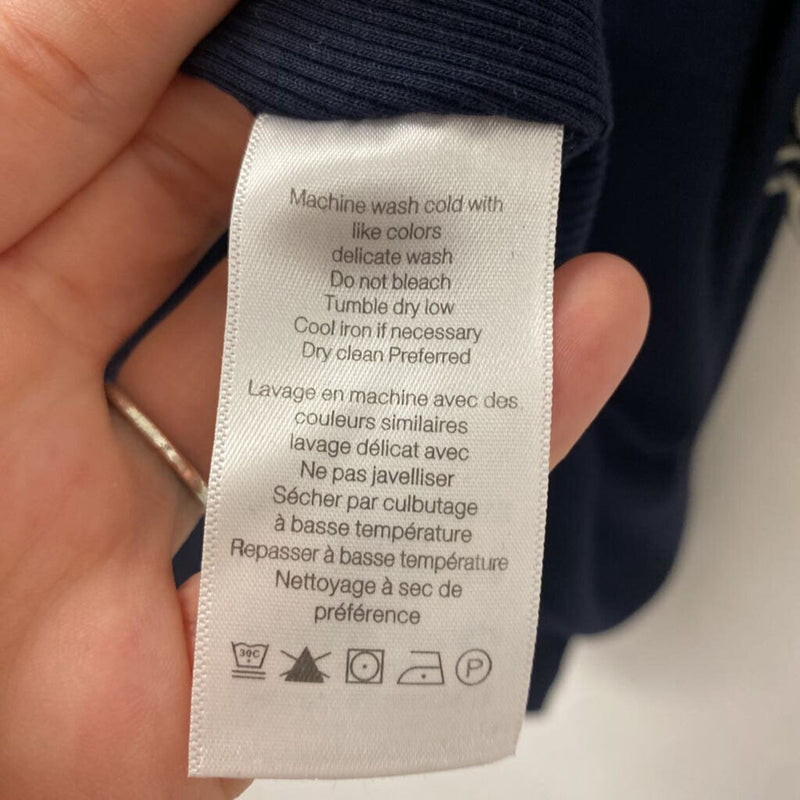 Machine wash cold with
like colors
delicate wash
Do not bleach
Tumble dry low
Cool iron if necessary
Dry clean Preferred
Lavage en machine avec des
couleurs similaires
lavage délicat avec
Ne pas javelliser
Sécher par culbutage
à basse température
Repasser à basse température
Nettoyage à sec de
préférence
30C P